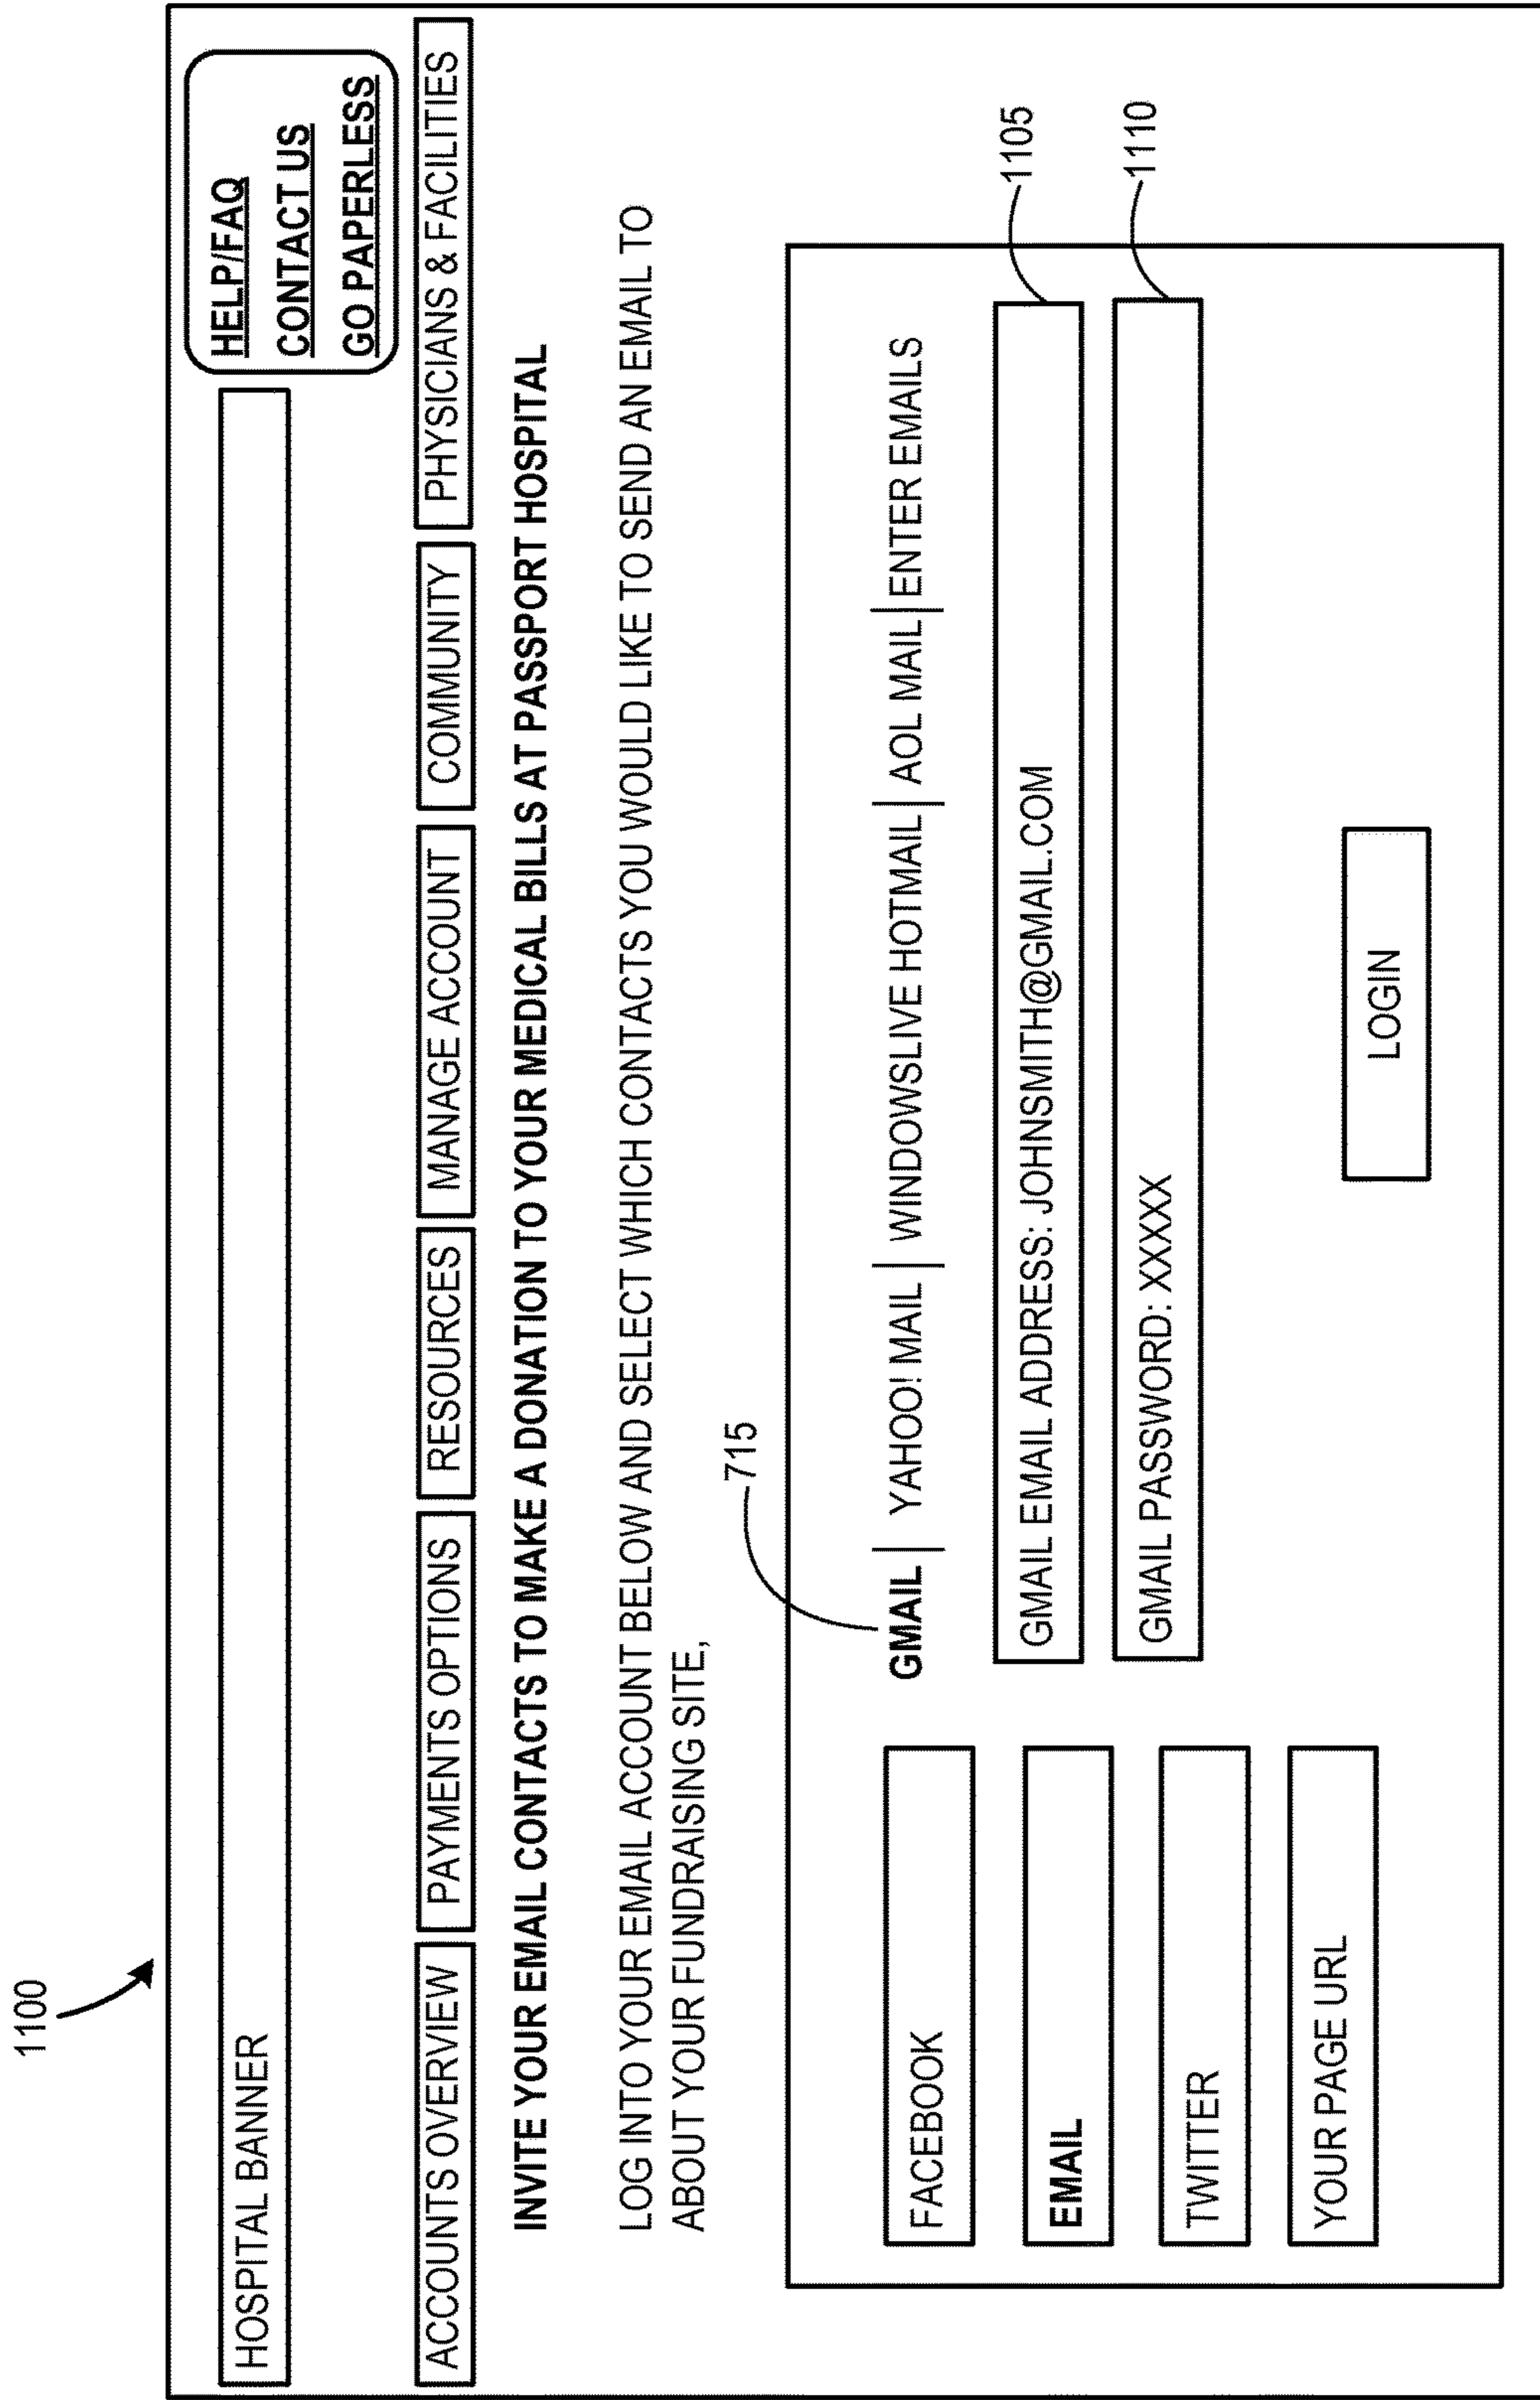 1100
HOSPITAL BANNER
HELP/FAQ
CONTACT US
GO PAPERLESS
ACCOUNTS OVERVIEW
PAYMENTS OPTIONS
RESOURCES
MANAGE ACCOUNT
COMMUNITY
PHYSICIANS & FACILITIES
INVITE YOUR EMAIL CONTACTS TO MAKE A DONATION TO YOUR MEDICAL BILLS AT PASSPORT HOSPITAL
LOG INTO YOUR EMAIL ACCOUNT BELOW AND SELECT WHICH CONTACTS YOU WOULD LIKE TO SEND AN EMAIL TO
ABOUT YOUR FUNDRAISING SITE,
715
FACEBOOK
EMAIL
TWITTER
YOUR PAGE URL
GMAIL | YAHOO! MAIL | WINDOWSLIVE HOTMAIL | AOL MAIL | ENTER EMAILS
GMAIL EMAIL ADDRESS: JOHNSMITH@GMAIL.COM
1105
GMAIL PASSWORD: XXXXX
1110
LOGIN